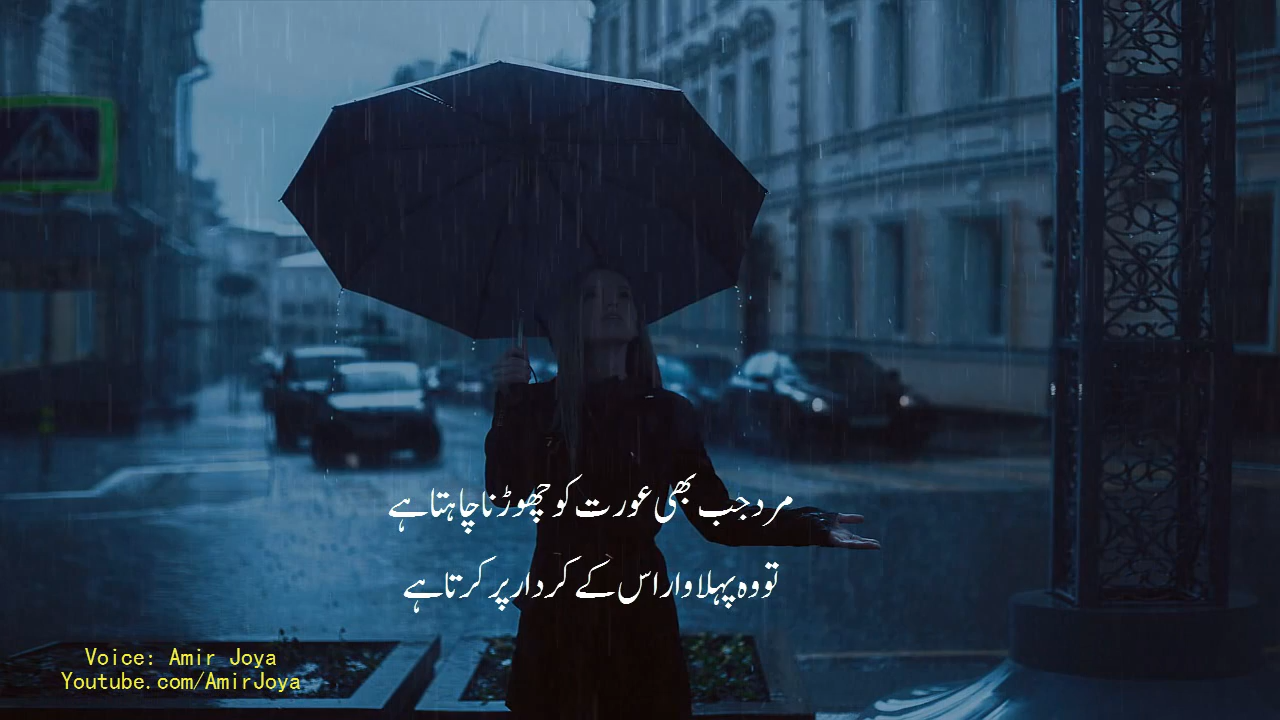 مرد جب بھی عورت کو چھوڑنا چاہتا ہے
تو وہ پہلا وار اس کے کردار پر کرتا ہے
Voice: Amir Joya
Youtube.com/AmirJoya